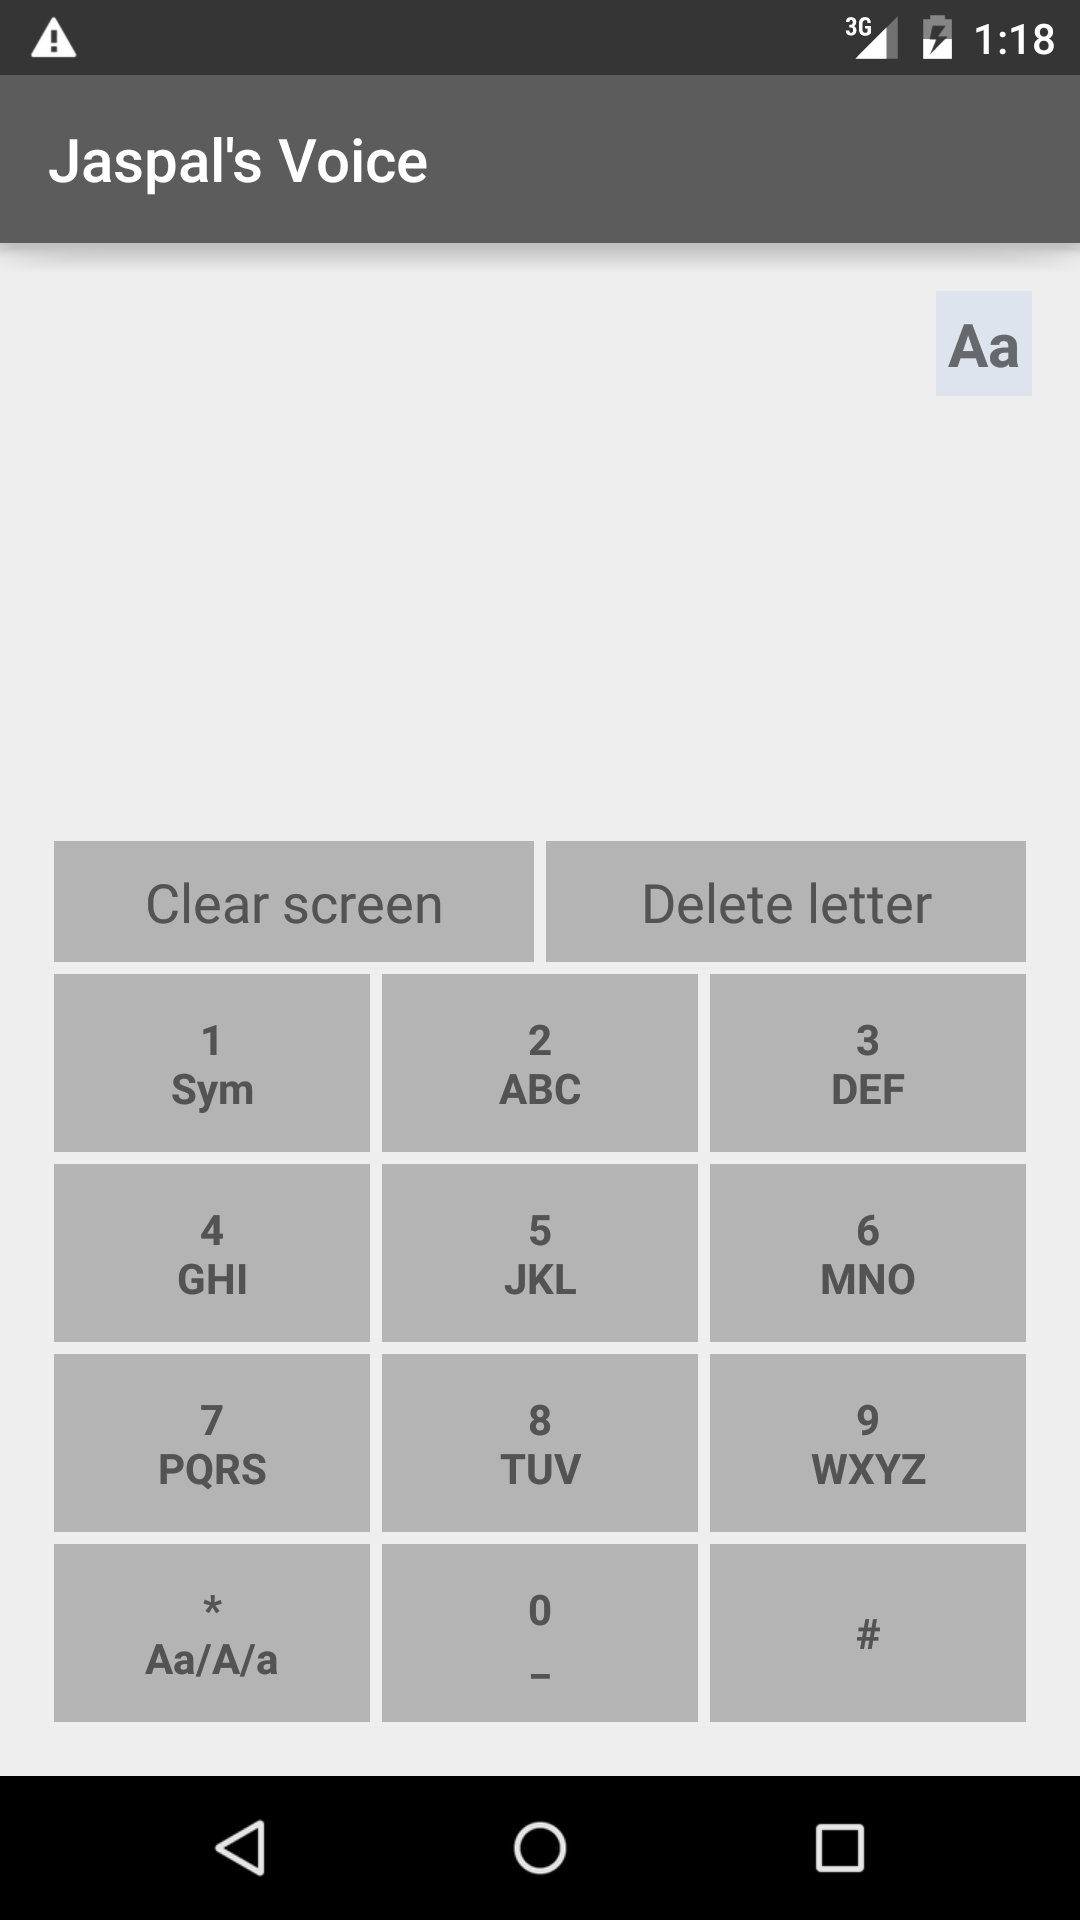 3G 1:18
Jaspal's Voice
Aa
Clear screen Delete letter
1 2 3
Sym ABC DEF
4 5 6
GHI JKL MNO
7 8 9
PQRS TUV WXYZ
* 0 #
Aa/A/a _